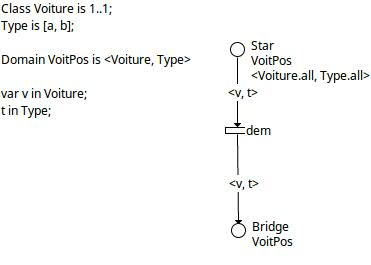 Class Voiture is 1..1;
Type is [a, b];
Domain VoitPos is <Voiture, Type>
var v in Voiture;
t in Type;
Star
VoitPos
<Voiture.all, Type.all>
<v, t>
dem
<v, t>
Bridge
VoitPos